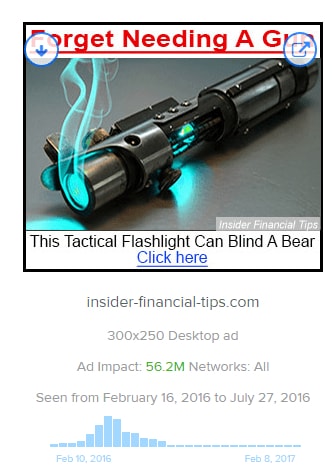 Forget Needing A Gun
Insider Financial Tips
This Tactical Flashlight Can Blind A Bear
Click here
insider-financial-tips.com
300x250 Desktop ad
Ad Impact: 56.2M Networks: All
Seen from February 16, 2016 to July 27, 2016
Feb 10, 2016 Feb 8, 2017